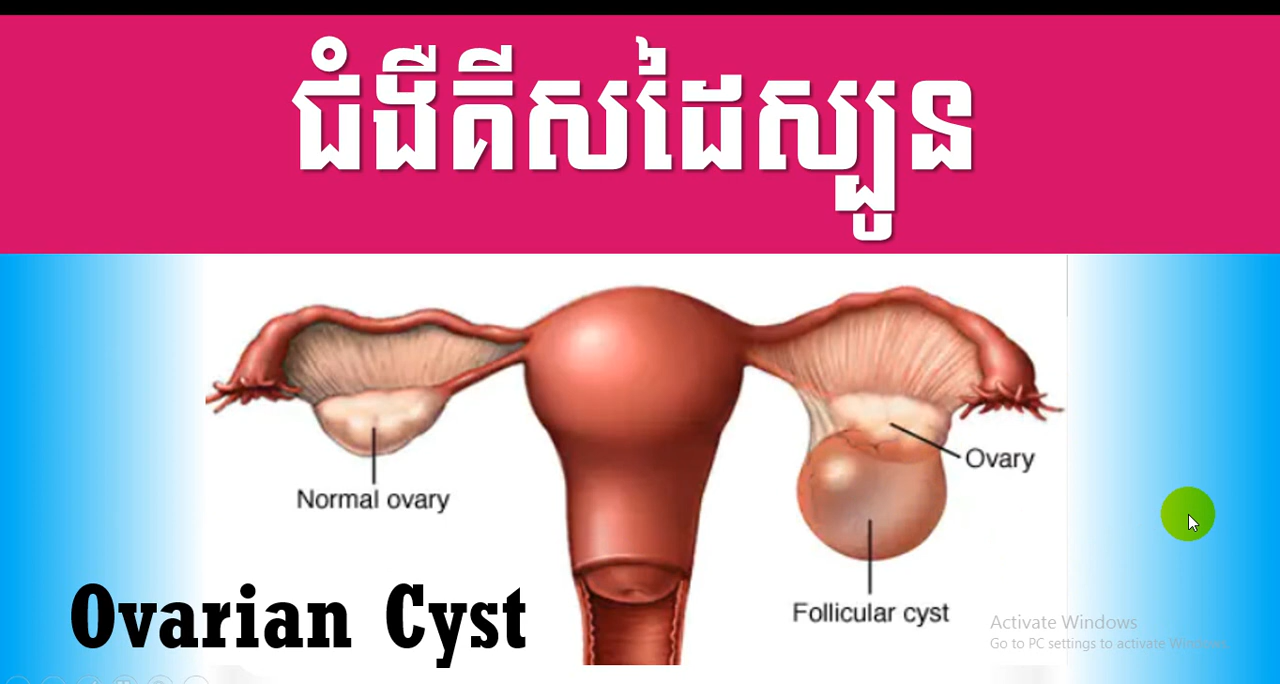 ជំងឺគីសដៃស្បូន
Normal ovary
Ovary
Follicular cyst
Ovarian Cyst
Activate Windows
Go to PC settings to activate Windows.